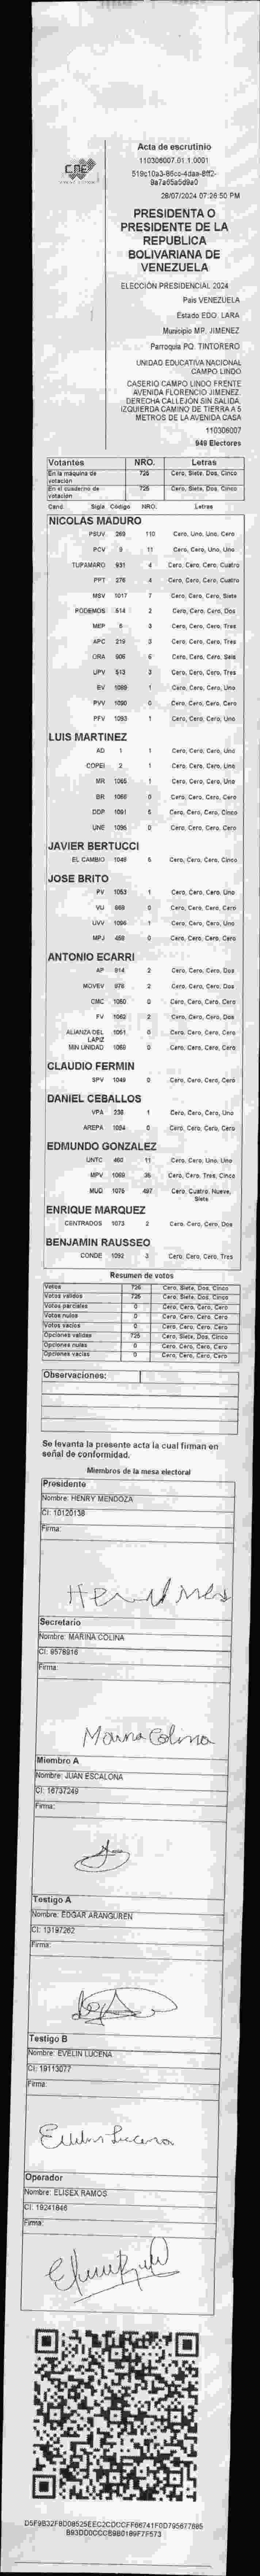 Acta de escrutinio
110306007.01.1.0001
28/07/2024 07:26:50 PM
PRESIDENTA O
PRESIDENTE DE LA
REPUBLICA
BOLIVARIANA DE
VENEZUELA
ELECCIÓN PRESIDENCIAL 2024
País VENEZUELA
Estado EDO. LARA
Municipio MP. JIMENEZ
Parroquia PQ. TINTORERO
UNIDAD EDUCATIVA NACIONAL
CAMPO LINDO
CASERIO CAMPO LINDO FRENTE
AVENIDA FLORENCIO JIMENEZ.
DERECHA CALLEJÓN SIN SALIDA.
IZQUIERDA CAMINO DE TIERRA A 5
METROS DE LA AVENIDA CASA
110306007
949 Electores
Votantes NRO. Letras
En la máquina de votación 725 Cero, Siete, Dos, Cinco
En el cuaderno de votación 725 Cero, Siete, Dos, Cinco
Cand Sigla Código NRO. Letras
NICOLAS MADURO
PSUV 269 110 Cero, Uno, Uno, Cero
PCV 9 11 Cero, Cero, Uno, Uno
TUPAMARO 931 4 Cero, Cero, Cero, Cuatro
PPT 276 4 Cero, Cero, Cero, Cuatro
MSV 1017 7 Cero, Cero, Cero, Siete
PODEMOS 514 2 Cero, Cero, Cero, Dos
MEP 6 3 Cero, Cero, Cero, Tres
APC 219 3 Cero, Cero, Cero, Tres
ORA 906 6 Cero, Cero, Cero, Seis
UPV 513 3 Cero, Cero, Cero, Tres
EV 1089 1 Cero, Cero, Cero, Uno
PVV 1090 0 Cero, Cero, Cero, Cero
PFV 1093 1 Cero, Cero, Cero, Uno
LUIS MARTINEZ
AD 1 1 Cero, Cero, Cero, Uno
COPEI 2 1 Cero, Cero, Cero, Uno
MR 1065 1 Cero, Cero, Cero, Uno
BR 1068 0 Cero, Cero, Cero, Cero
DDP 1091 5 Cero, Cero, Cero, Cinco
UNE 1096 0 Cero, Cero, Cero, Cero
JAVIER BERTUCCI
EL CAMBIO 1048 5 Cero, Cero, Cero, Cinco
JOSE BRITO
PV 1053 1 Cero, Cero, Cero, Uno
VU 669 0 Cero, Cero, Cero, Cero
UVV 1096 1 Cero, Cero, Cero, Uno
MPJ 458 0 Cero, Cero, Cero, Cero
ANTONIO ECARRI
AP 914 2 Cero, Cero, Cero, Dos
MOVEV 978 2 Cero, Cero, Cero, Dos
CMC 1050 0 Cero, Cero, Cero, Cero
FV 1062 2 Cero, Cero, Cero, Dos
ALIANZA DEL LAPIZ 1051 0 Cero, Cero, Cero, Cero
MIN UNIDAD 1069 0 Cero, Cero, Cero, Cero
CLAUDIO FERMIN
SPV 1049 0 Cero, Cero, Cero, Cero
DANIEL CEBALLOS
VPA 236 1 Cero, Cero, Cero, Uno
AREPA 1094 0 Cero, Cero, Cero, Cero
EDMUNDO GONZALEZ
UNTC 460 11 Cero, Cero, Uno, Uno
MPV 1069 35 Cero, Cero, Tres, Cinco
MUD 1075 497 Cero, Cuatro, Nueve, Siete
ENRIQUE MARQUEZ
CENTRADOS 1073 2 Cero, Cero, Cero, Dos
BENJAMIN RAUSSEO
CONDE 1092 3 Cero, Cero, Cero, Tres
Resumen de votos
Votos 725 Cero, Siete, Dos, Cinco
Votos válidos 725 Cero, Siete, Dos, Cinco
Votos parciales 0 Cero, Cero, Cero, Cero
Votos nulos 0 Cero, Cero, Cero, Cero
Votos vacíos 0 Cero, Cero, Cero, Cero
Opciones válidas 725 Cero, Siete, Dos, Cinco
Opciones nulas 0 Cero, Cero, Cero, Cero
Opciones vacías 0 Cero, Cero, Cero, Cero
Observaciones:
Se levanta la presente acta la cual firman en
señal de conformidad.
Miembros de la mesa electoral
Presidente
Nombre: HENRY MENDOZA
CI: 10120138
Firma:
Secretario
Nombre: MARINA COLINA
CI: 9578916
Firma:
Marina Colina
Miembro A
Nombre: JUAN ESCALONA
CI: 16737249
Firma:
Testigo A
Nombre: EDGAR ARANGUREN
CI: 13197262
Firma:
Testigo B
Nombre: EVELIN LUCENA
CI: 19113077
Firma:
Evelin Lucena
Operador
Nombre: ELISEX RAMOS
CI: 19241846
Firma: